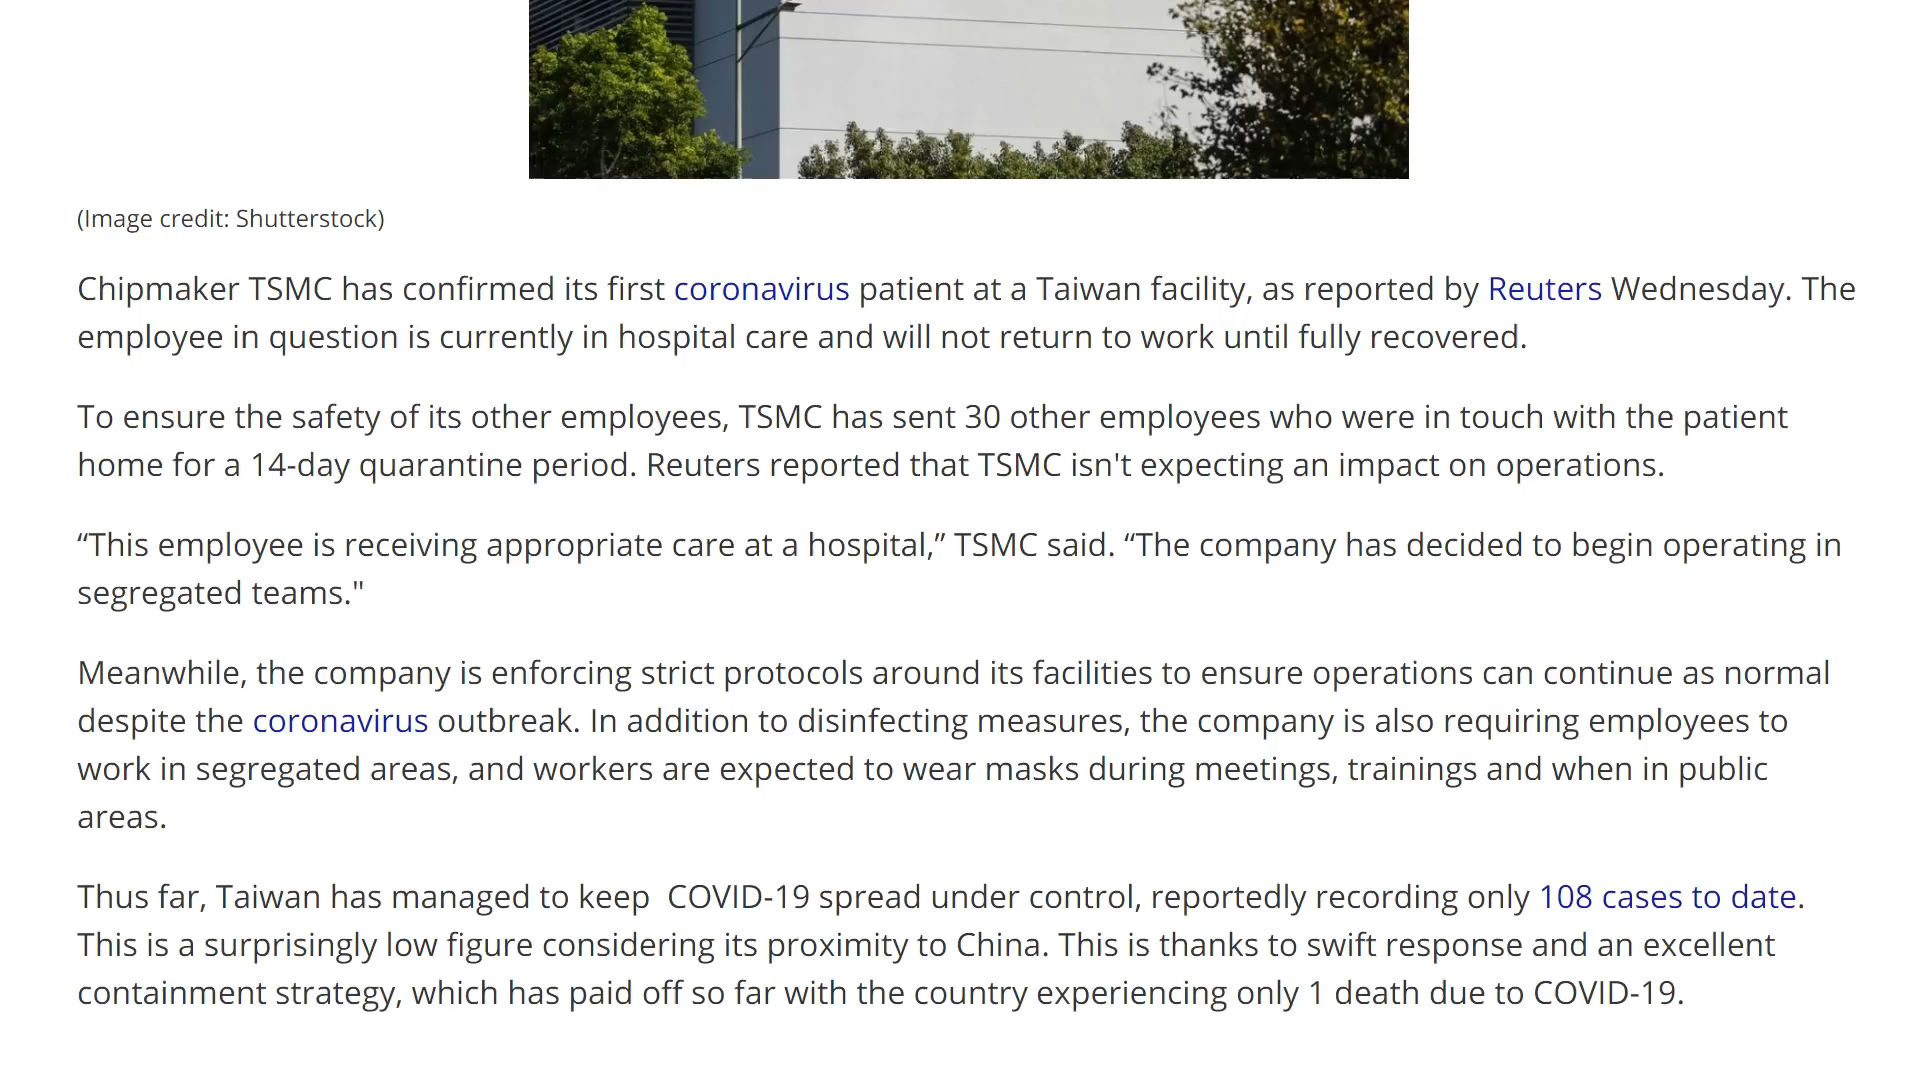 (Image credit: Shutterstock)
Chipmaker TSMC has confirmed its first coronavirus patient at a Taiwan facility, as reported by Reuters Wednesday. The
employee in question is currently in hospital care and will not return to work until fully recovered.
To ensure the safety of its other employees, TSMC has sent 30 other employees who were in touch with the patient
home for a 14-day quarantine period. Reuters reported that TSMC isn't expecting an impact on operations.
“This employee is receiving appropriate care at a hospital,” TSMC said. “The company has decided to begin operating in
segregated teams."
Meanwhile, the company is enforcing strict protocols around its facilities to ensure operations can continue as normal
despite the coronavirus outbreak. In addition to disinfecting measures, the company is also requiring employees to
work in segregated areas, and workers are expected to wear masks during meetings, trainings and when in public
areas.
Thus far, Taiwan has managed to keep  COVID-19 spread under control, reportedly recording only 108 cases to date.
This is a surprisingly low figure considering its proximity to China. This is thanks to swift response and an excellent
containment strategy, which has paid off so far with the country experiencing only 1 death due to COVID-19.